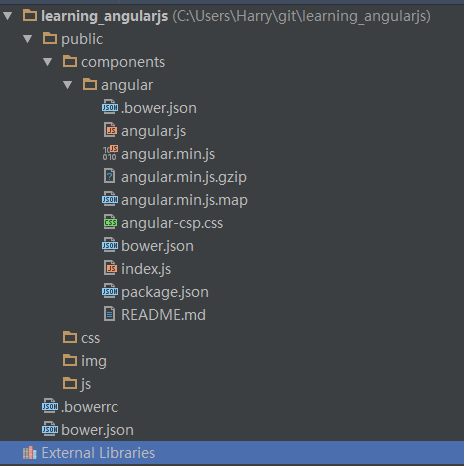 learning_angularjs (C:\Users\Harry\git\learning_angularjs)
public
components
angular
.bower.json
angular.js
angular.min.js
angular.min.js.gzip
angular.min.js.map
angular-csp.css
bower.json
index.js
package.json
README.md
css
img
js
.bowerrc
bower.json
External Libraries